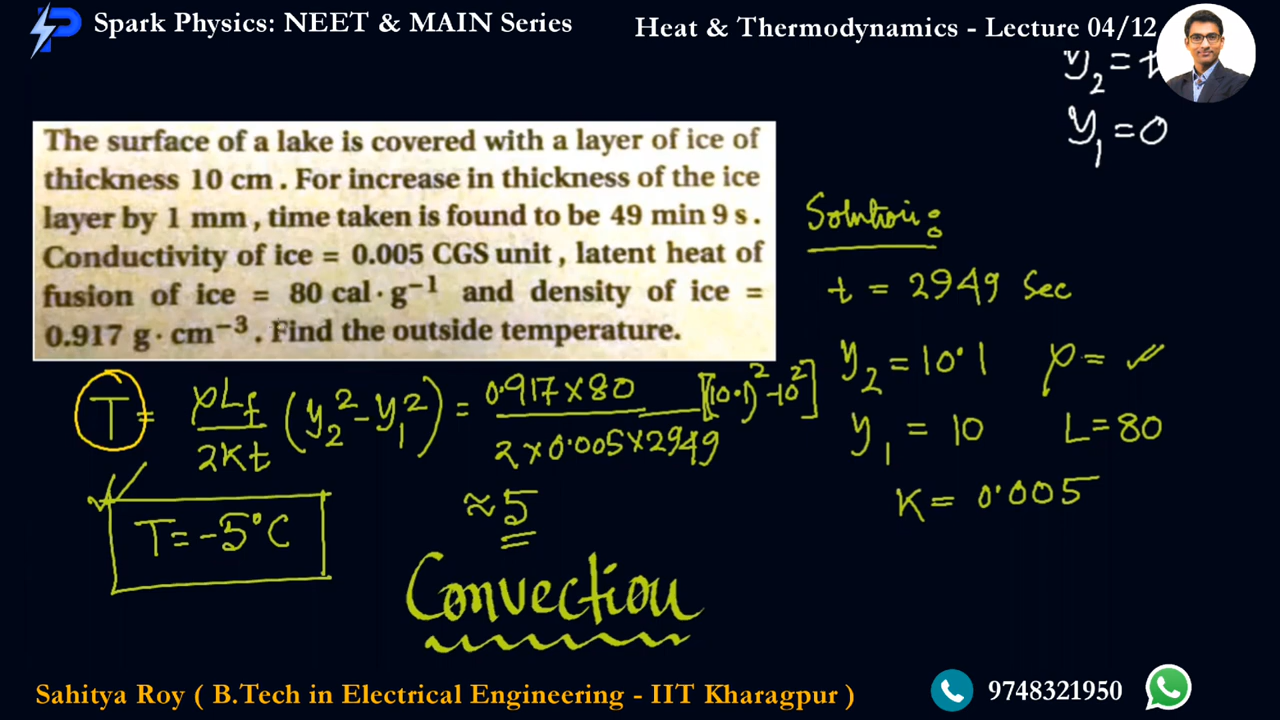 Spark Physics: NEET & MAIN Series
Heat & Thermodynamics - Lecture 04/12
y₂ = t
y₁ = 0
The surface of a lake is covered with a layer of ice of
thickness 10 cm. For increase in thickness of the ice
layer by 1 mm, time taken is found to be 49 min 9 s.
Conductivity of ice = 0.005 CGS unit, latent heat of
fusion of ice = 80 cal·g⁻¹ and density of ice =
0.917 g·cm⁻³. Find the outside temperature.
Solution:
t = 2949 Sec
y₂ = 10.1 ρ = ✓
y₁ = 10 L = 80
K = 0.005
T = ρL_f/2Kt (y₂² - y₁²) = 0.917×80/2×0.005×2949 [(10.1)² - 10²]
≈ 5
T = -5°C
Convection
Sahitya Roy ( B.Tech in Electrical Engineering - IIT Kharagpur )
9748321950